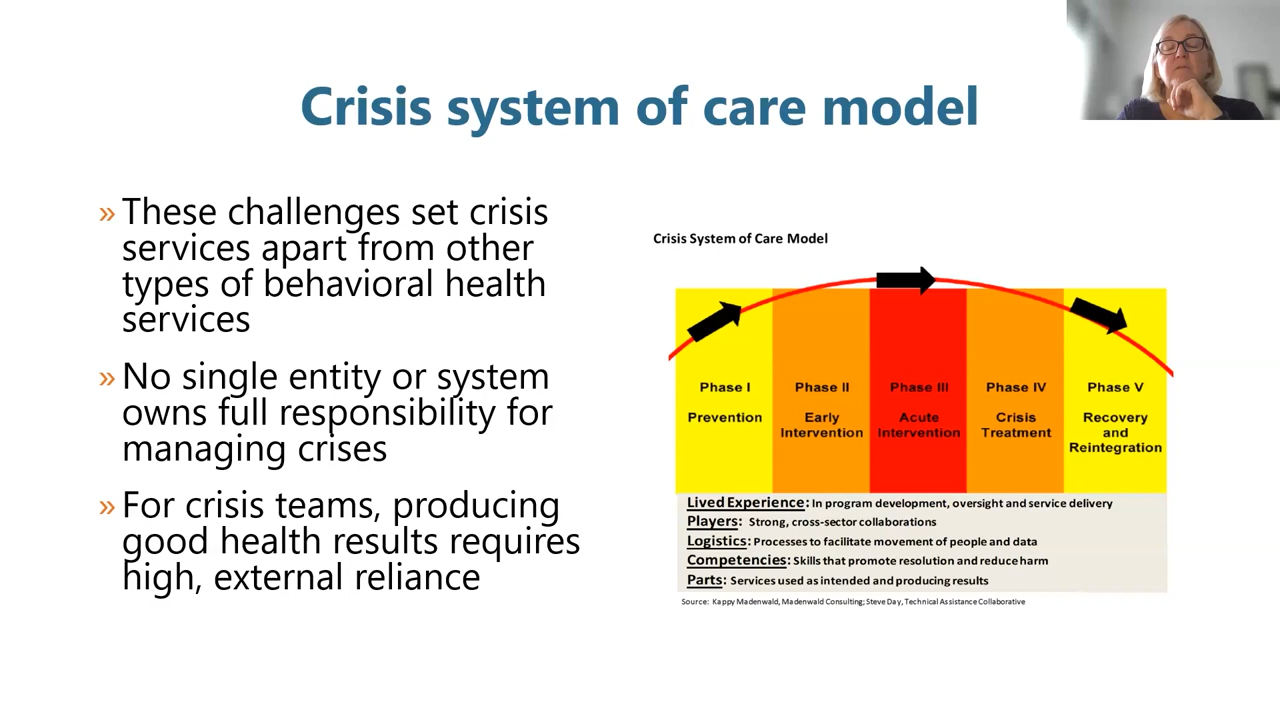 Crisis system of care model
» These challenges set crisis
services apart from other
types of behavioral health
services
» No single entity or system
owns full responsibility for
managing crises
» For crisis teams, producing
good health results requires
high, external reliance
Crisis System of Care Model
Phase I
Prevention
Phase II
Early
Intervention
Phase III
Acute
Intervention
Phase IV
Crisis
Treatment
Phase V
Recovery
and
Reintegration
Lived Experience: In program development, oversight and service delivery
Players: Strong, cross-sector collaborations
Logistics: Processes to facilitate movement of people and data
Competencies: Skills that promote resolution and reduce harm
Parts: Services used as intended and producing results
Source: Kappy Madenwald, Madenwald Consulting; Steve Day, Technical Assistance Collaborative